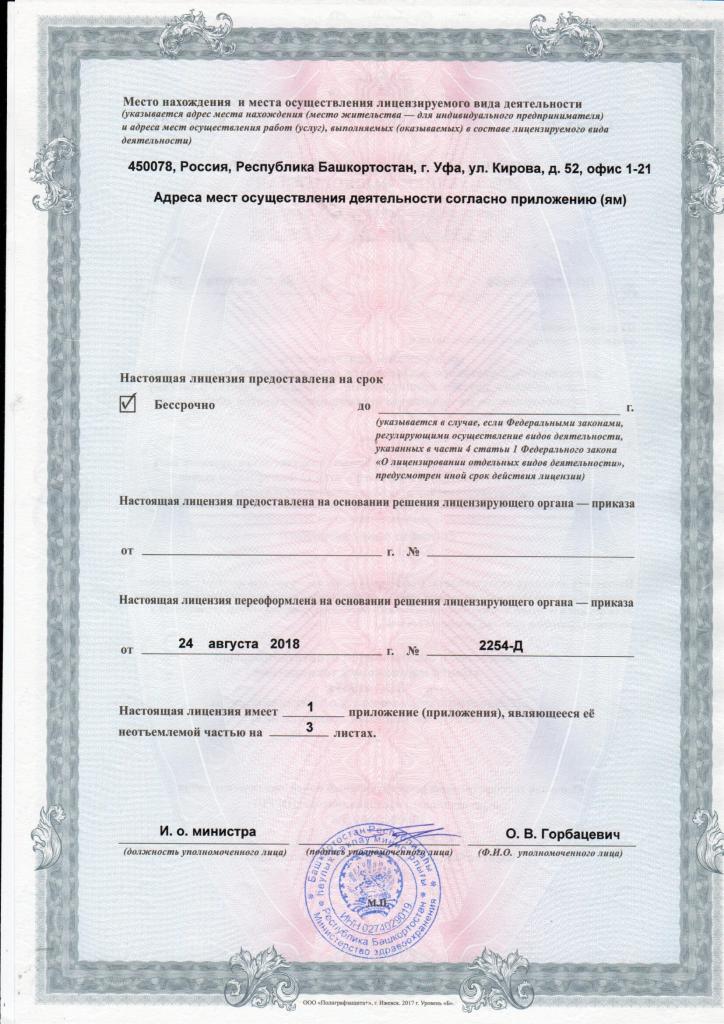 Место нахождения и места осуществления лицензируемого вида деятельности
(указывается адрес места нахождения (место жительства — для индивидуального предпринимателя)
и адреса мест осуществления работ (услуг), выполняемых (оказываемых) в составе лицензируемого вида
деятельности)
450078, Россия, Республика Башкортостан, г. Уфа, ул. Кирова, д. 52, офис 1-21
Адреса мест осуществления деятельности согласно приложению (ям)
Настоящая лицензия предоставлена на срок
Бессрочно до г.
(указывается в случае, если Федеральными законами,
регулирующими осуществление видов деятельности,
указанных в части 4 статьи 1 Федерального закона
«О лицензировании отдельных видов деятельности»,
предусмотрен иной срок действия лицензии)
Настоящая лицензия предоставлена на основании решения лицензирующего органа — приказа
от г. №
Настоящая лицензия переоформлена на основании решения лицензирующего органа — приказа
от 24 августа 2018 г. № 2254-Д
Настоящая лицензия имеет 1 приложение (приложения), являющееся её
неотъемлемой частью на 3 листах.
И. о. министра О. В. Горбацевич
(должность уполномоченного лица) (подпись уполномоченного лица) (Ф.И.О. уполномоченного лица)
Башкортостан Республикаһы
һаулыҡ һаҡлау министрлығы
М.П.
ИНН 0274029019
Республика Башкортостан
Министерство здравоохранения
ООО «Полиграфзащита+», г. Ижевск. 2017 г. Уровень «Б».